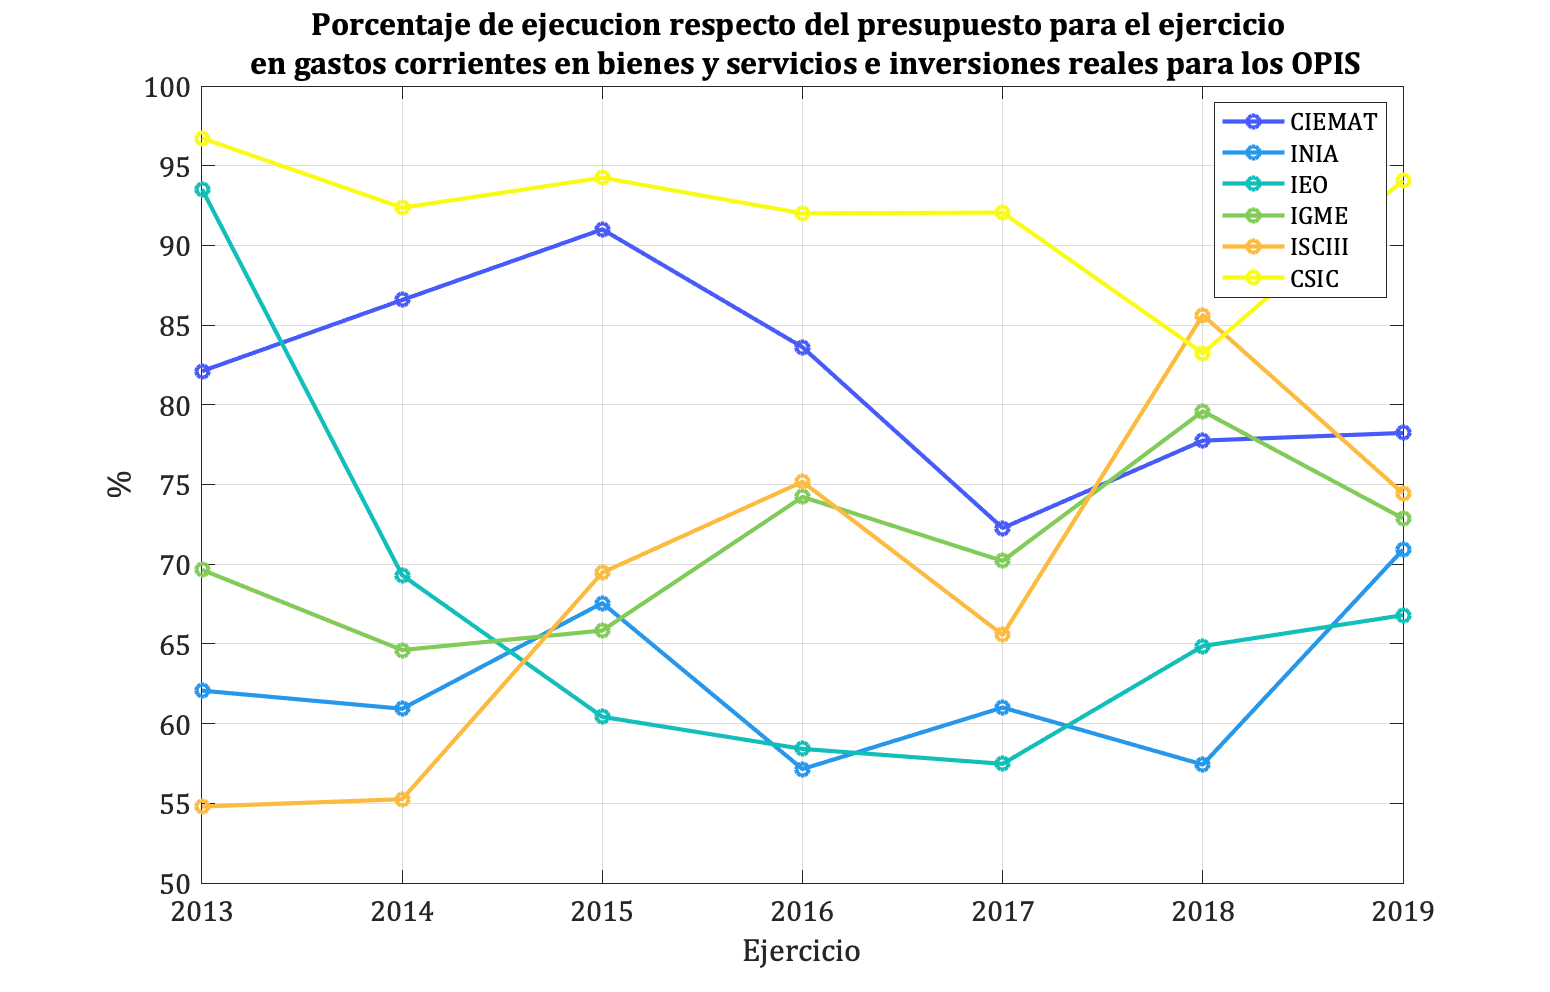 Porcentaje de ejecucion respecto del presupuesto para el ejercicio
en gastos corrientes en bienes y servicios e inversiones reales para los OPIS
100
95
90
85
80
75
70
65
60
55
50
%
CIEMAT
INIA
IEO
IGME
ISCIII
CSIC
2013 2014 2015 2016 2017 2018 2019
Ejercicio